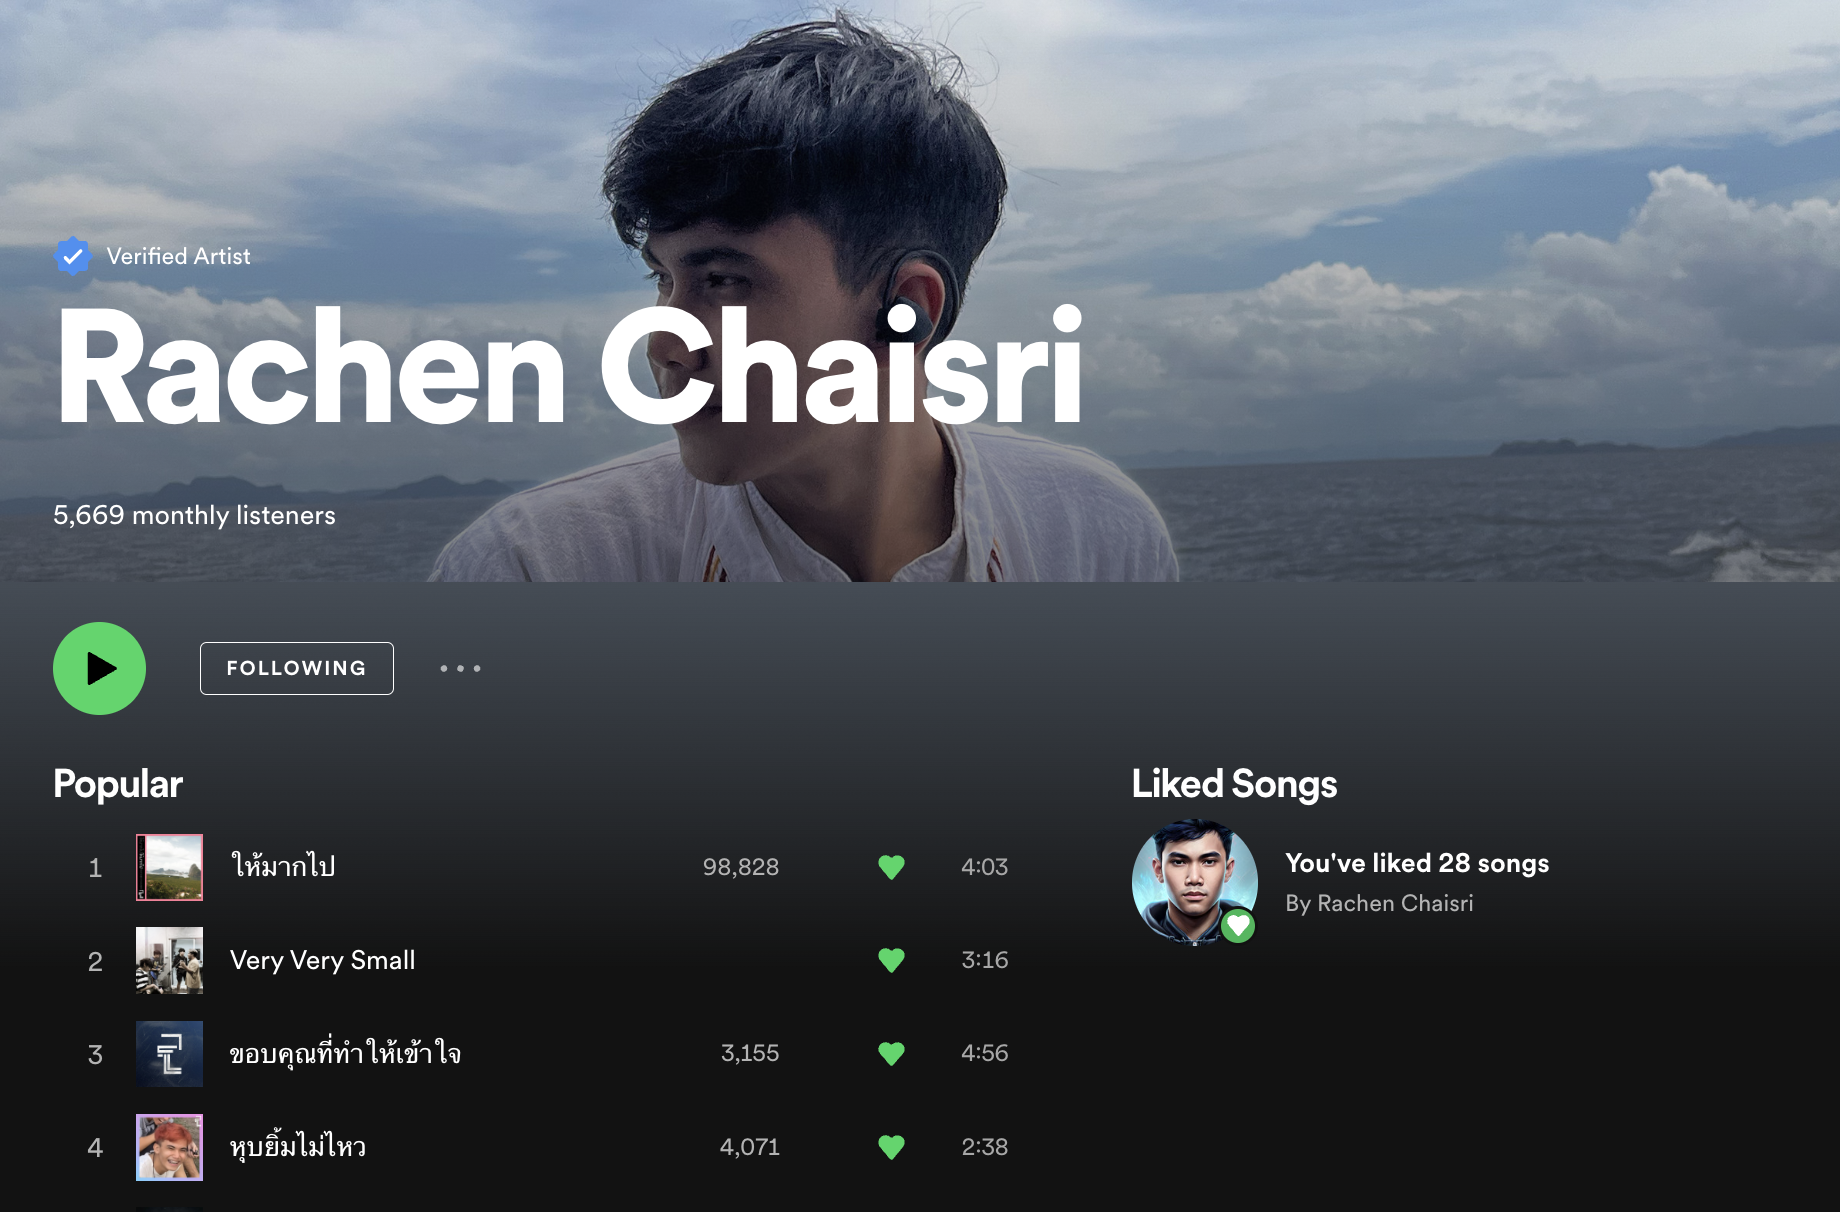 Verified Artist
Rachen Chaisri
5,669 monthly listeners
FOLLOWING
Popular
1 ให้มากไป 98,828 4:03
2 Very Very Small 3:16
3 ขอบคุณที่ทำให้เข้าใจ 3,155 4:56
4 หุบยิ้มไม่ไหว 4,071 2:38
Liked Songs
You've liked 28 songs
By Rachen Chaisri